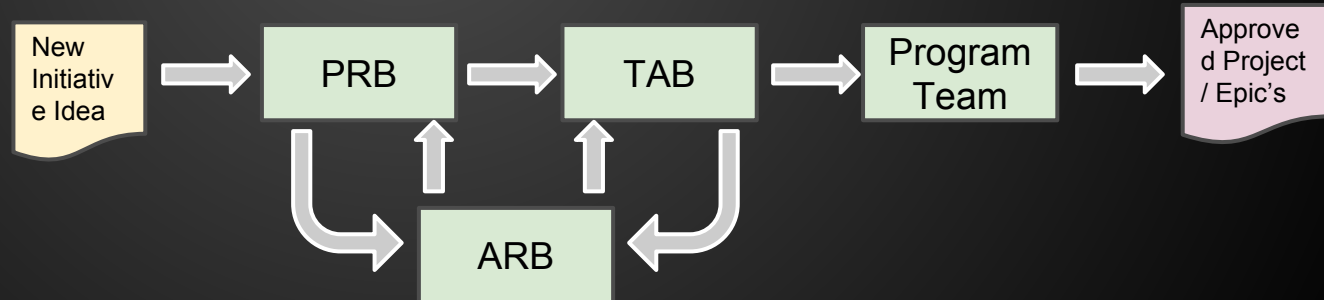 New
Initiativ
e Idea
PRB
TAB
Program
Team
Approve
d Project
/ Epic's
ARB